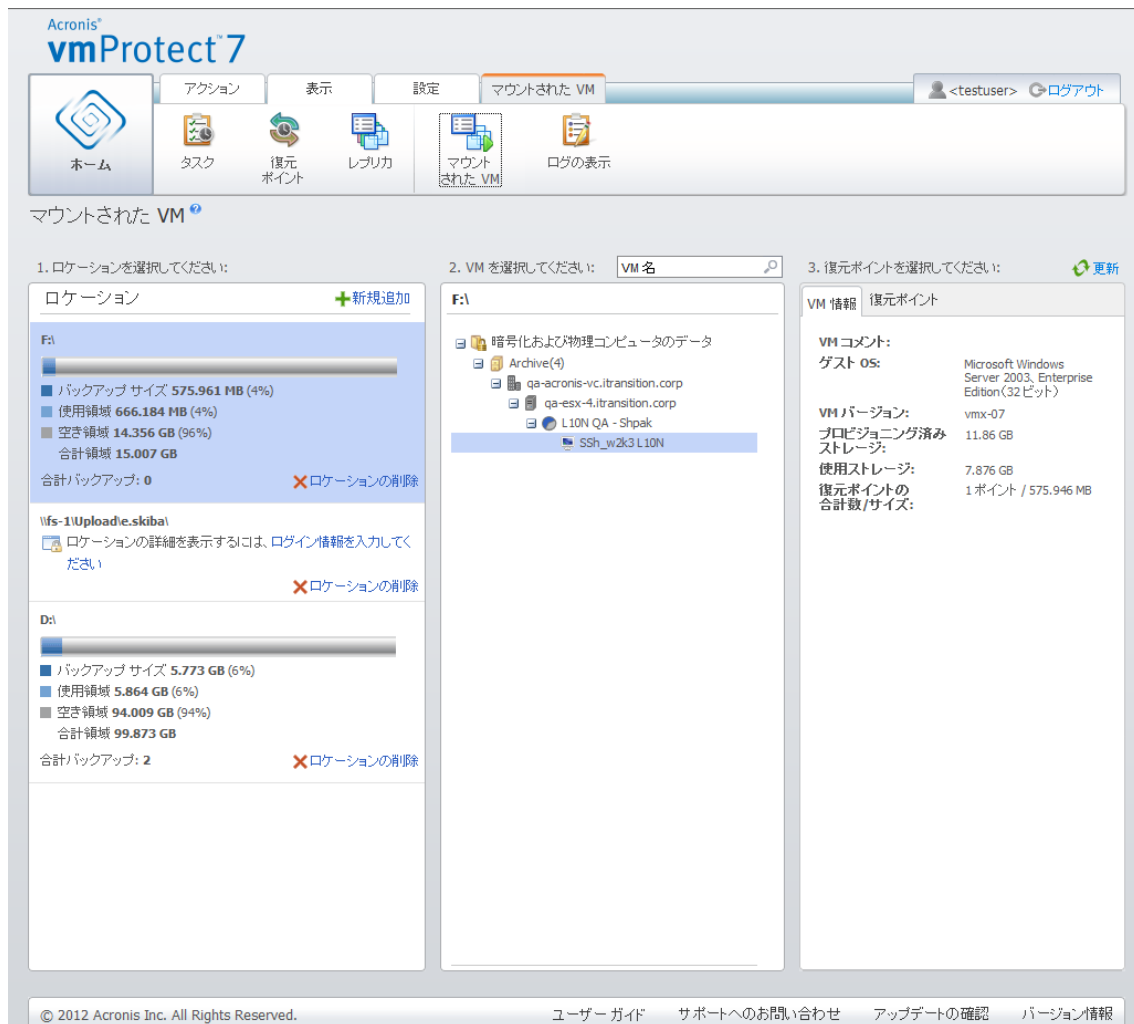 Acronis®
vmProtect™ 7
アクション
表示
設定
マウントされた VM
<testuser>
ログアウト
ホーム
タスク
復元
ポイント
レプリカ
マウント
された VM
ログの表示
マウントされた VM
1. ロケーションを選択してください:
ロケーション
新規追加
F:\
バックアップ サイズ 575.961 MB (4%)
使用領域 666.184 MB (4%)
空き領域 14.356 GB (96%)
合計領域 15.007 GB
合計バックアップ: 0
ロケーションの削除
\\fs-1\Upload\e.skiba\
ロケーションの詳細を表示するには、ログイン情報を入力してく
ださい
ロケーションの削除
D:\
バックアップ サイズ 5.773 GB (6%)
使用領域 5.864 GB (6%)
空き領域 94.009 GB (94%)
合計領域 99.873 GB
合計バックアップ: 2
ロケーションの削除
2. VM を選択してください:
VM 名
F:\
暗号化および物理コンピュータのデータ
Archive(4)
qa-acronis-vc.itransition.corp
qa-esx-4.itransition.corp
L10N QA - Shpak
SSh_w2k3 L10N
3. 復元ポイントを選択してください:
更新
VM 情報
復元ポイント
VM コメント:
ゲスト OS:
Microsoft Windows
Server 2003、Enterprise
Edition（32 ビット）
VM バージョン:
vmx-07
プロビジョニング済み
ストレージ:
11.86 GB
使用ストレージ:
7.876 GB
復元ポイントの
合計数/サイズ:
1 ポイント / 575.946 MB
© 2012 Acronis Inc. All Rights Reserved.
ユーザー ガイド
サポートへのお問い合わせ
アップデートの確認
バージョン情報